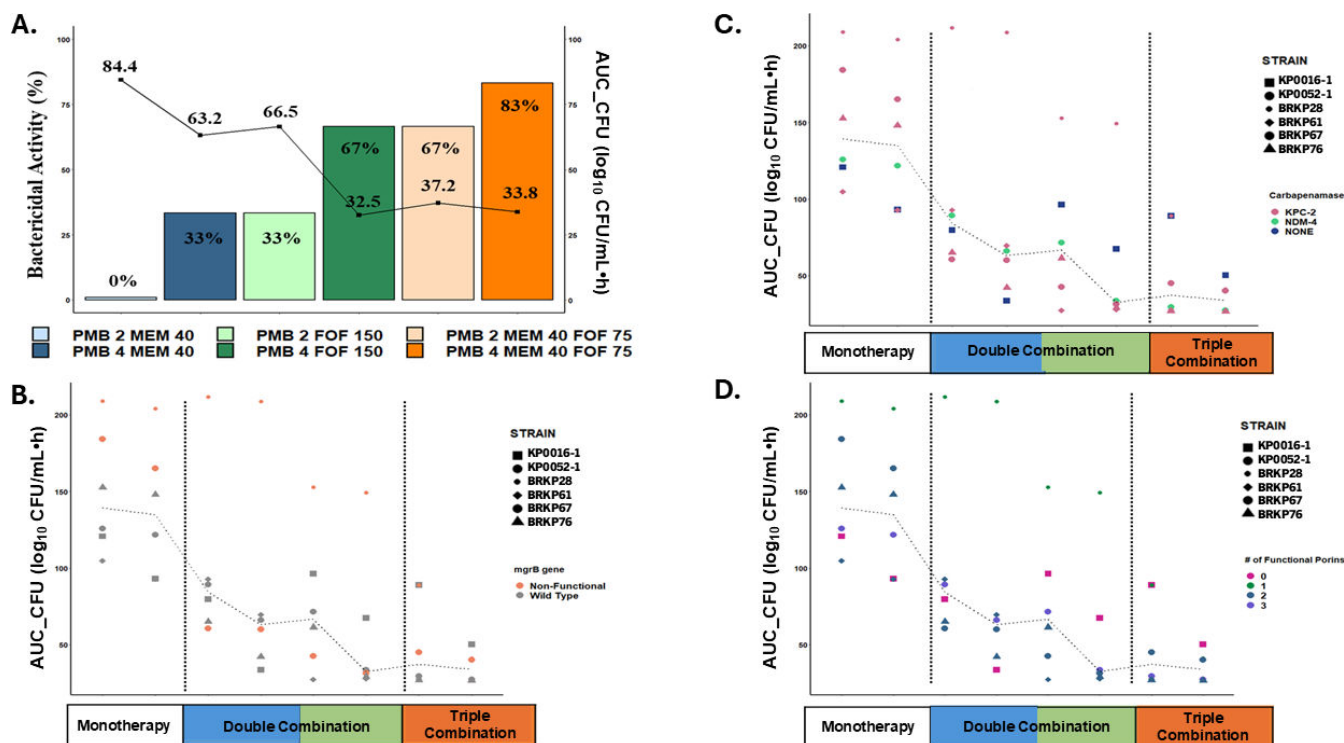 A.
100
75
50
25
0
Bactericidal Activity (%)
84.4
63.2
66.5
32.5
37.2
33.8
0%
33%
33%
67%
67%
83%
100
75
50
25
0
AUC_CFU (log10 CFU/mL•h)
PMB 2 MEM 40
PMB 2 FOF 150
PMB 2 MEM 40 FOF 75
PMB 4 MEM 40
PMB 4 FOF 150
PMB 4 MEM 40 FOF 75
C.
AUC_CFU (log10 CFU/mL•h)
200
150
100
50
STRAIN
KP0016-1
KP0052-1
BRKP28
BRKP61
BRKP67
BRKP76
Carbapenamase
KPC-2
NDM-4
NONE
Monotherapy
Double Combination
Triple
Combination
B.
AUC_CFU (log10 CFU/mL•h)
200
150
100
50
STRAIN
KP0016-1
KP0052-1
BRKP28
BRKP61
BRKP67
BRKP76
mgrB gene
Non-Functional
Wild Type
Monotherapy
Double Combination
Triple
Combination
D.
AUC_CFU (log10 CFU/mL•h)
200
150
100
50
STRAIN
KP0016-1
KP0052-1
BRKP28
BRKP61
BRKP67
BRKP76
# of Functional Porins
0
1
2
3
Monotherapy
Double Combination
Triple
Combination